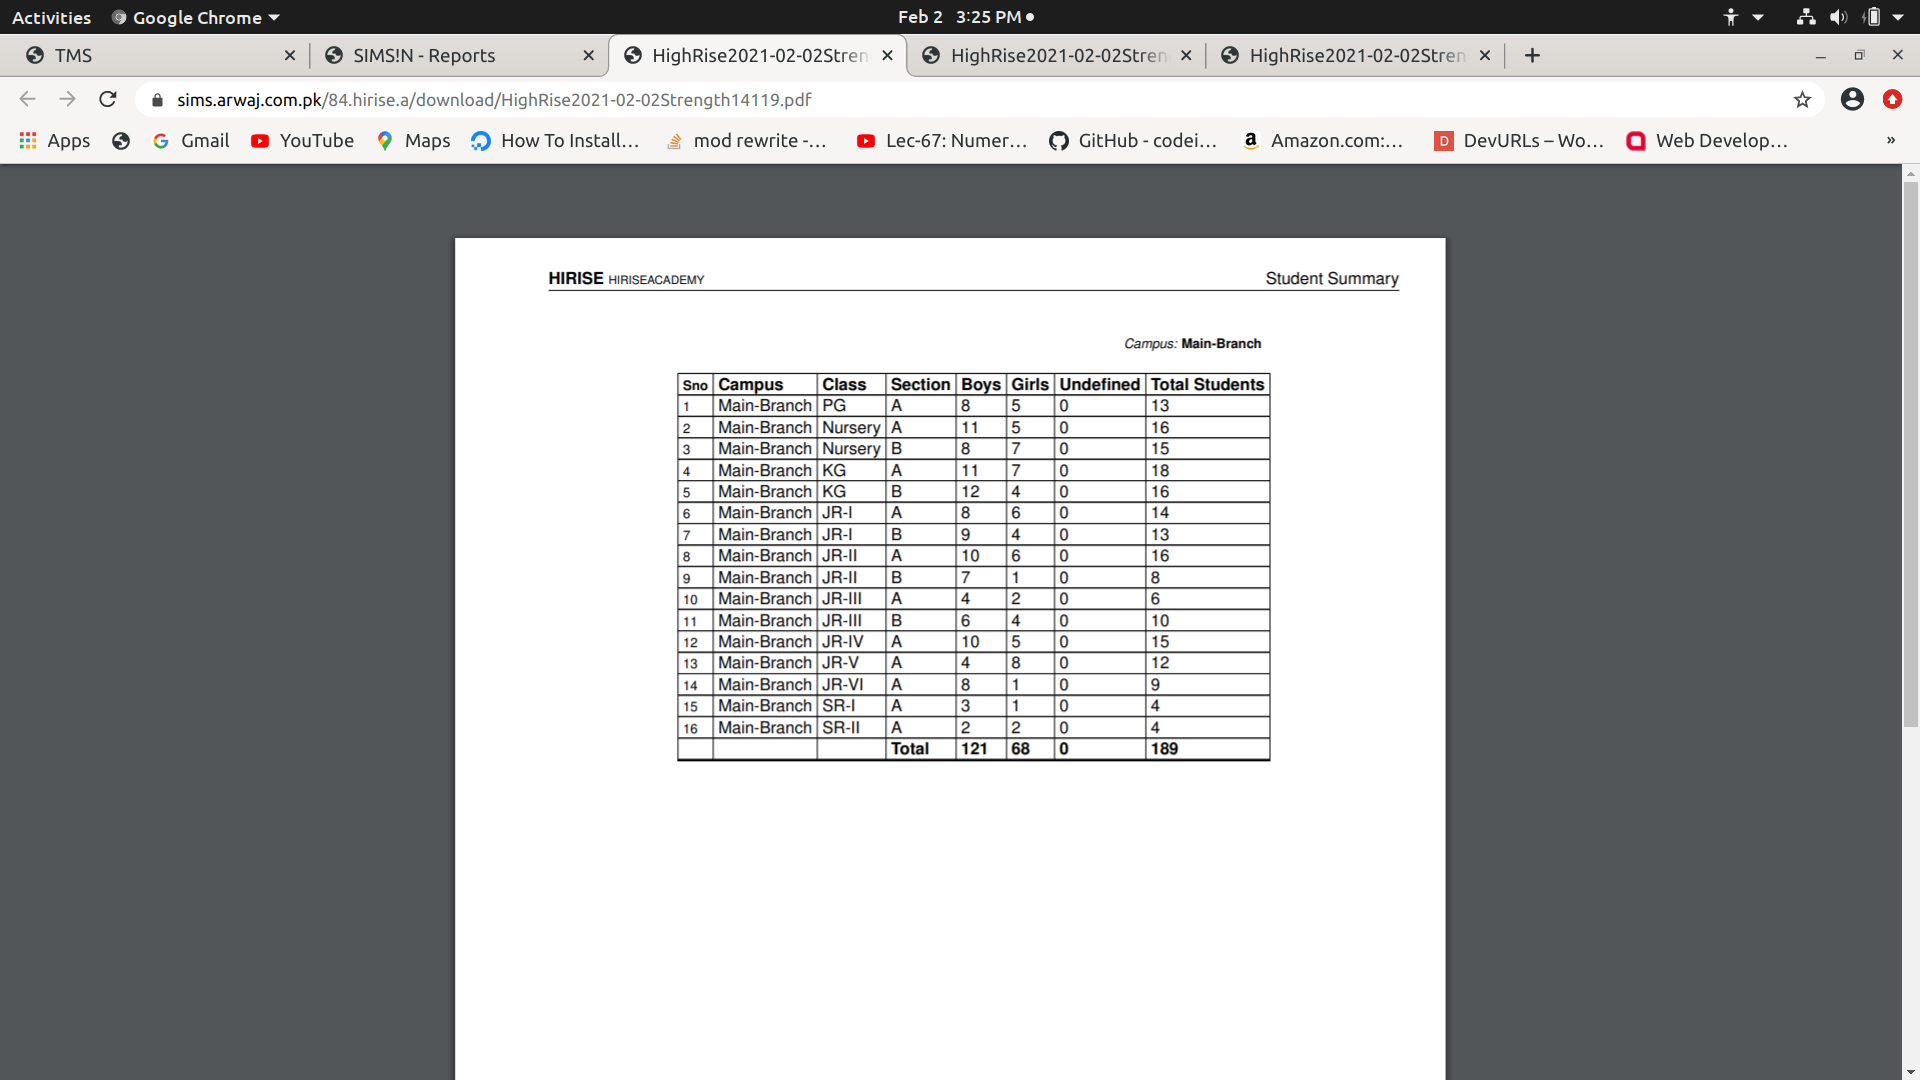 Activities Google Chrome Feb 2 3:25 PM
TMS SIMS!N - Reports HighRise2021-02-02Stren HighRise2021-02-02Stren HighRise2021-02-02Stren
sims.arwaj.com.pk/84.hirise.a/download/HighRise2021-02-02Strength14119.pdf
Apps Gmail YouTube Maps How To Install... mod rewrite -... Lec-67: Numer... GitHub - codei... Amazon.com:... DevURLs – Wo... Web Develop... »
HIRISE HIRISEACADEMY Student Summary
Campus: Main-Branch
Sno Campus Class Section Boys Girls Undefined Total Students
1 Main-Branch PG A 8 5 0 13
2 Main-Branch Nursery A 11 5 0 16
3 Main-Branch Nursery B 8 7 0 15
4 Main-Branch KG A 11 7 0 18
5 Main-Branch KG B 12 4 0 16
6 Main-Branch JR-I A 8 6 0 14
7 Main-Branch JR-I B 9 4 0 13
8 Main-Branch JR-II A 10 6 0 16
9 Main-Branch JR-II B 7 1 0 8
10 Main-Branch JR-III A 4 2 0 6
11 Main-Branch JR-III B 6 4 0 10
12 Main-Branch JR-IV A 10 5 0 15
13 Main-Branch JR-V A 4 8 0 12
14 Main-Branch JR-VI A 8 1 0 9
15 Main-Branch SR-I A 3 1 0 4
16 Main-Branch SR-II A 2 2 0 4
Total 121 68 0 189